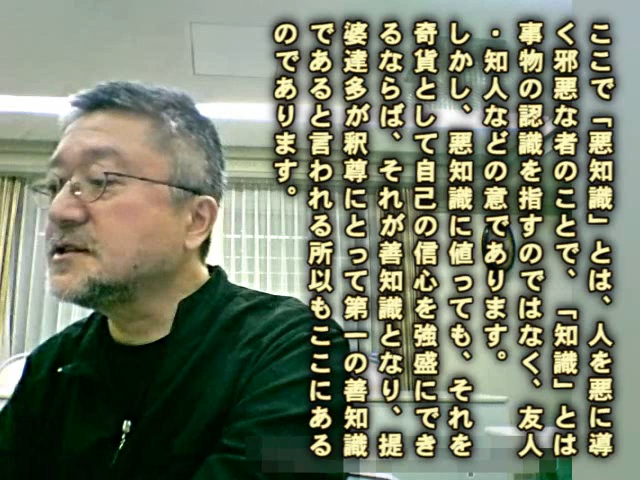 ここで「悪知識」とは、人を悪に導
く邪悪な者のことで、「知識」とは
事物の認識を指すのではなく、友人
・知人などの意であります。
しかし、悪知識に値っても、それを
奇貨として自己の信心を強盛にでき
るならば、それが善知識となり、提
婆達多が釈尊にとって第一の善知識
であると言われる所以もここにある
のであります。